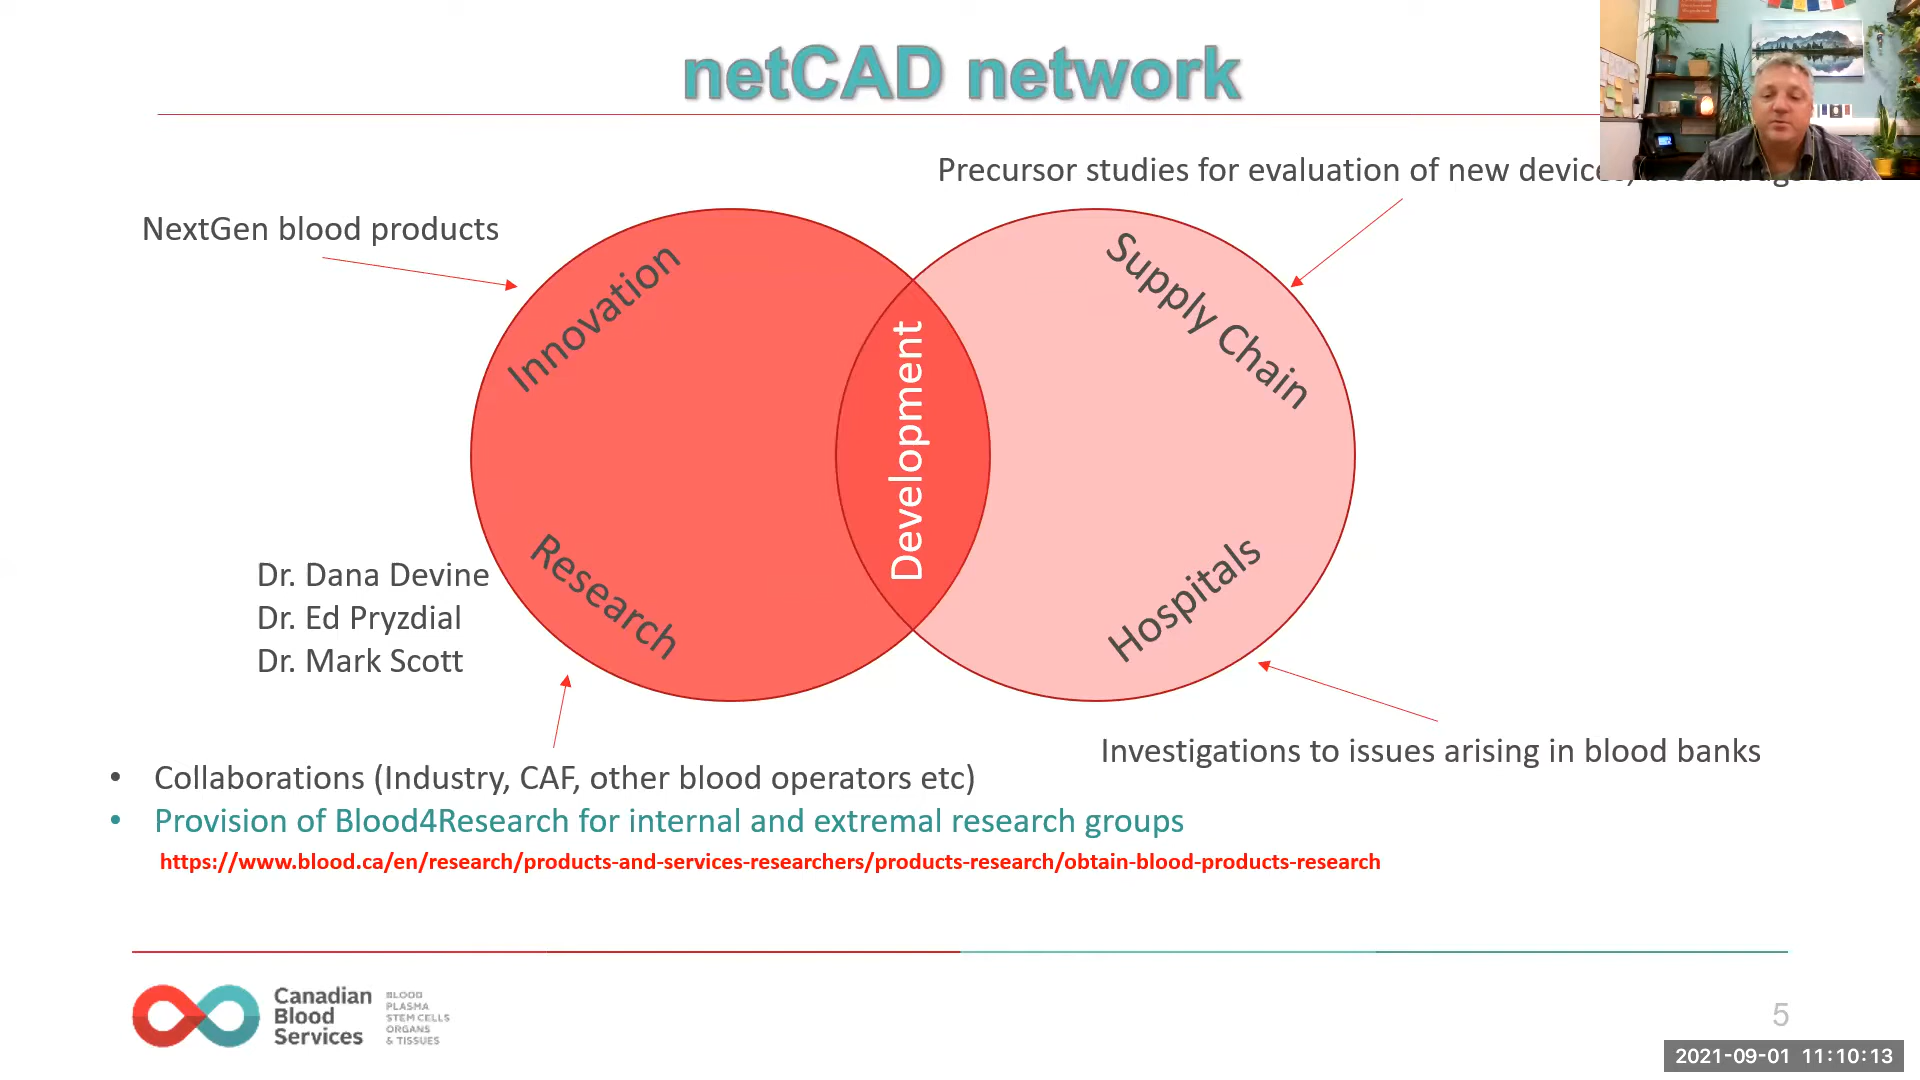 netCAD network
Precursor studies for evaluation of new device
NextGen blood products
Innovation
Supply Chain
Development
Research
Hospitals
Dr. Dana Devine
Dr. Ed Pryzdial
Dr. Mark Scott
Investigations to issues arising in blood banks
• Collaborations (Industry, CAF, other blood operators etc)
• Provision of Blood4Research for internal and extremal research groups
https://www.blood.ca/en/research/products-and-services-researchers/products-research/obtain-blood-products-research
Canadian
Blood
Services
BLOOD
PLASMA
STEM CELLS
ORGANS
& TISSUES
5
2021-09-01 11:10:13